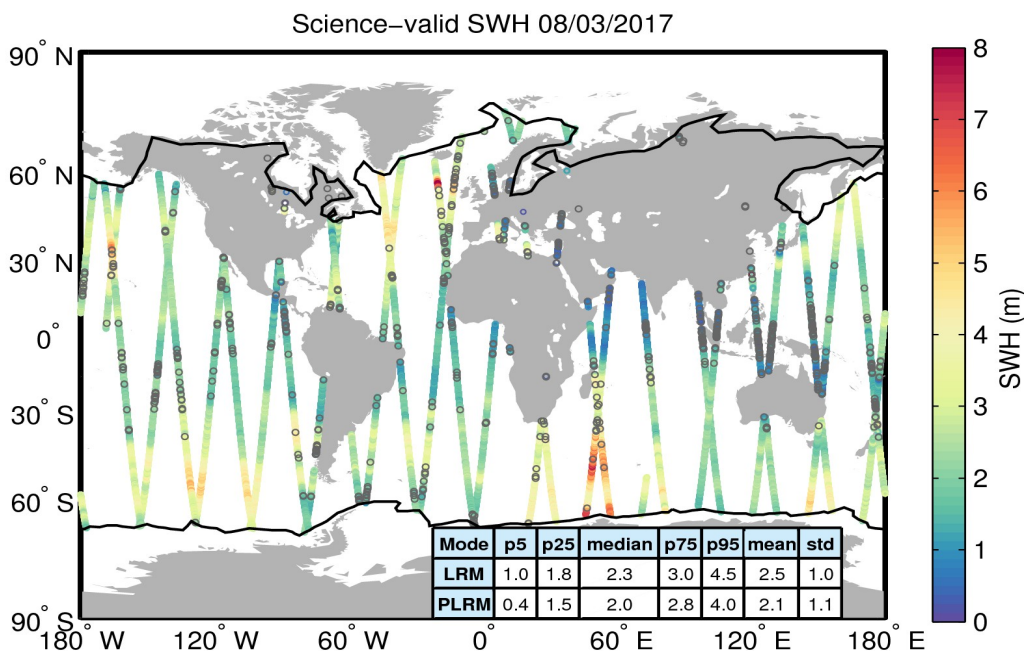 Science−valid SWH 08/03/2017
90° N
60° N
30° N
0°
30° S
60° S
90° S
180° W
120° W
60° W
0°
60° E
120° E
180° E
8
7
6
5
4
3
2
1
0
SWH (m)
Mode p5 p25 median p75 p95 mean std
LRM 1.0 1.8 2.3 3.0 4.5 2.5 1.0
PLRM 0.4 1.5 2.0 2.8 4.0 2.1 1.1